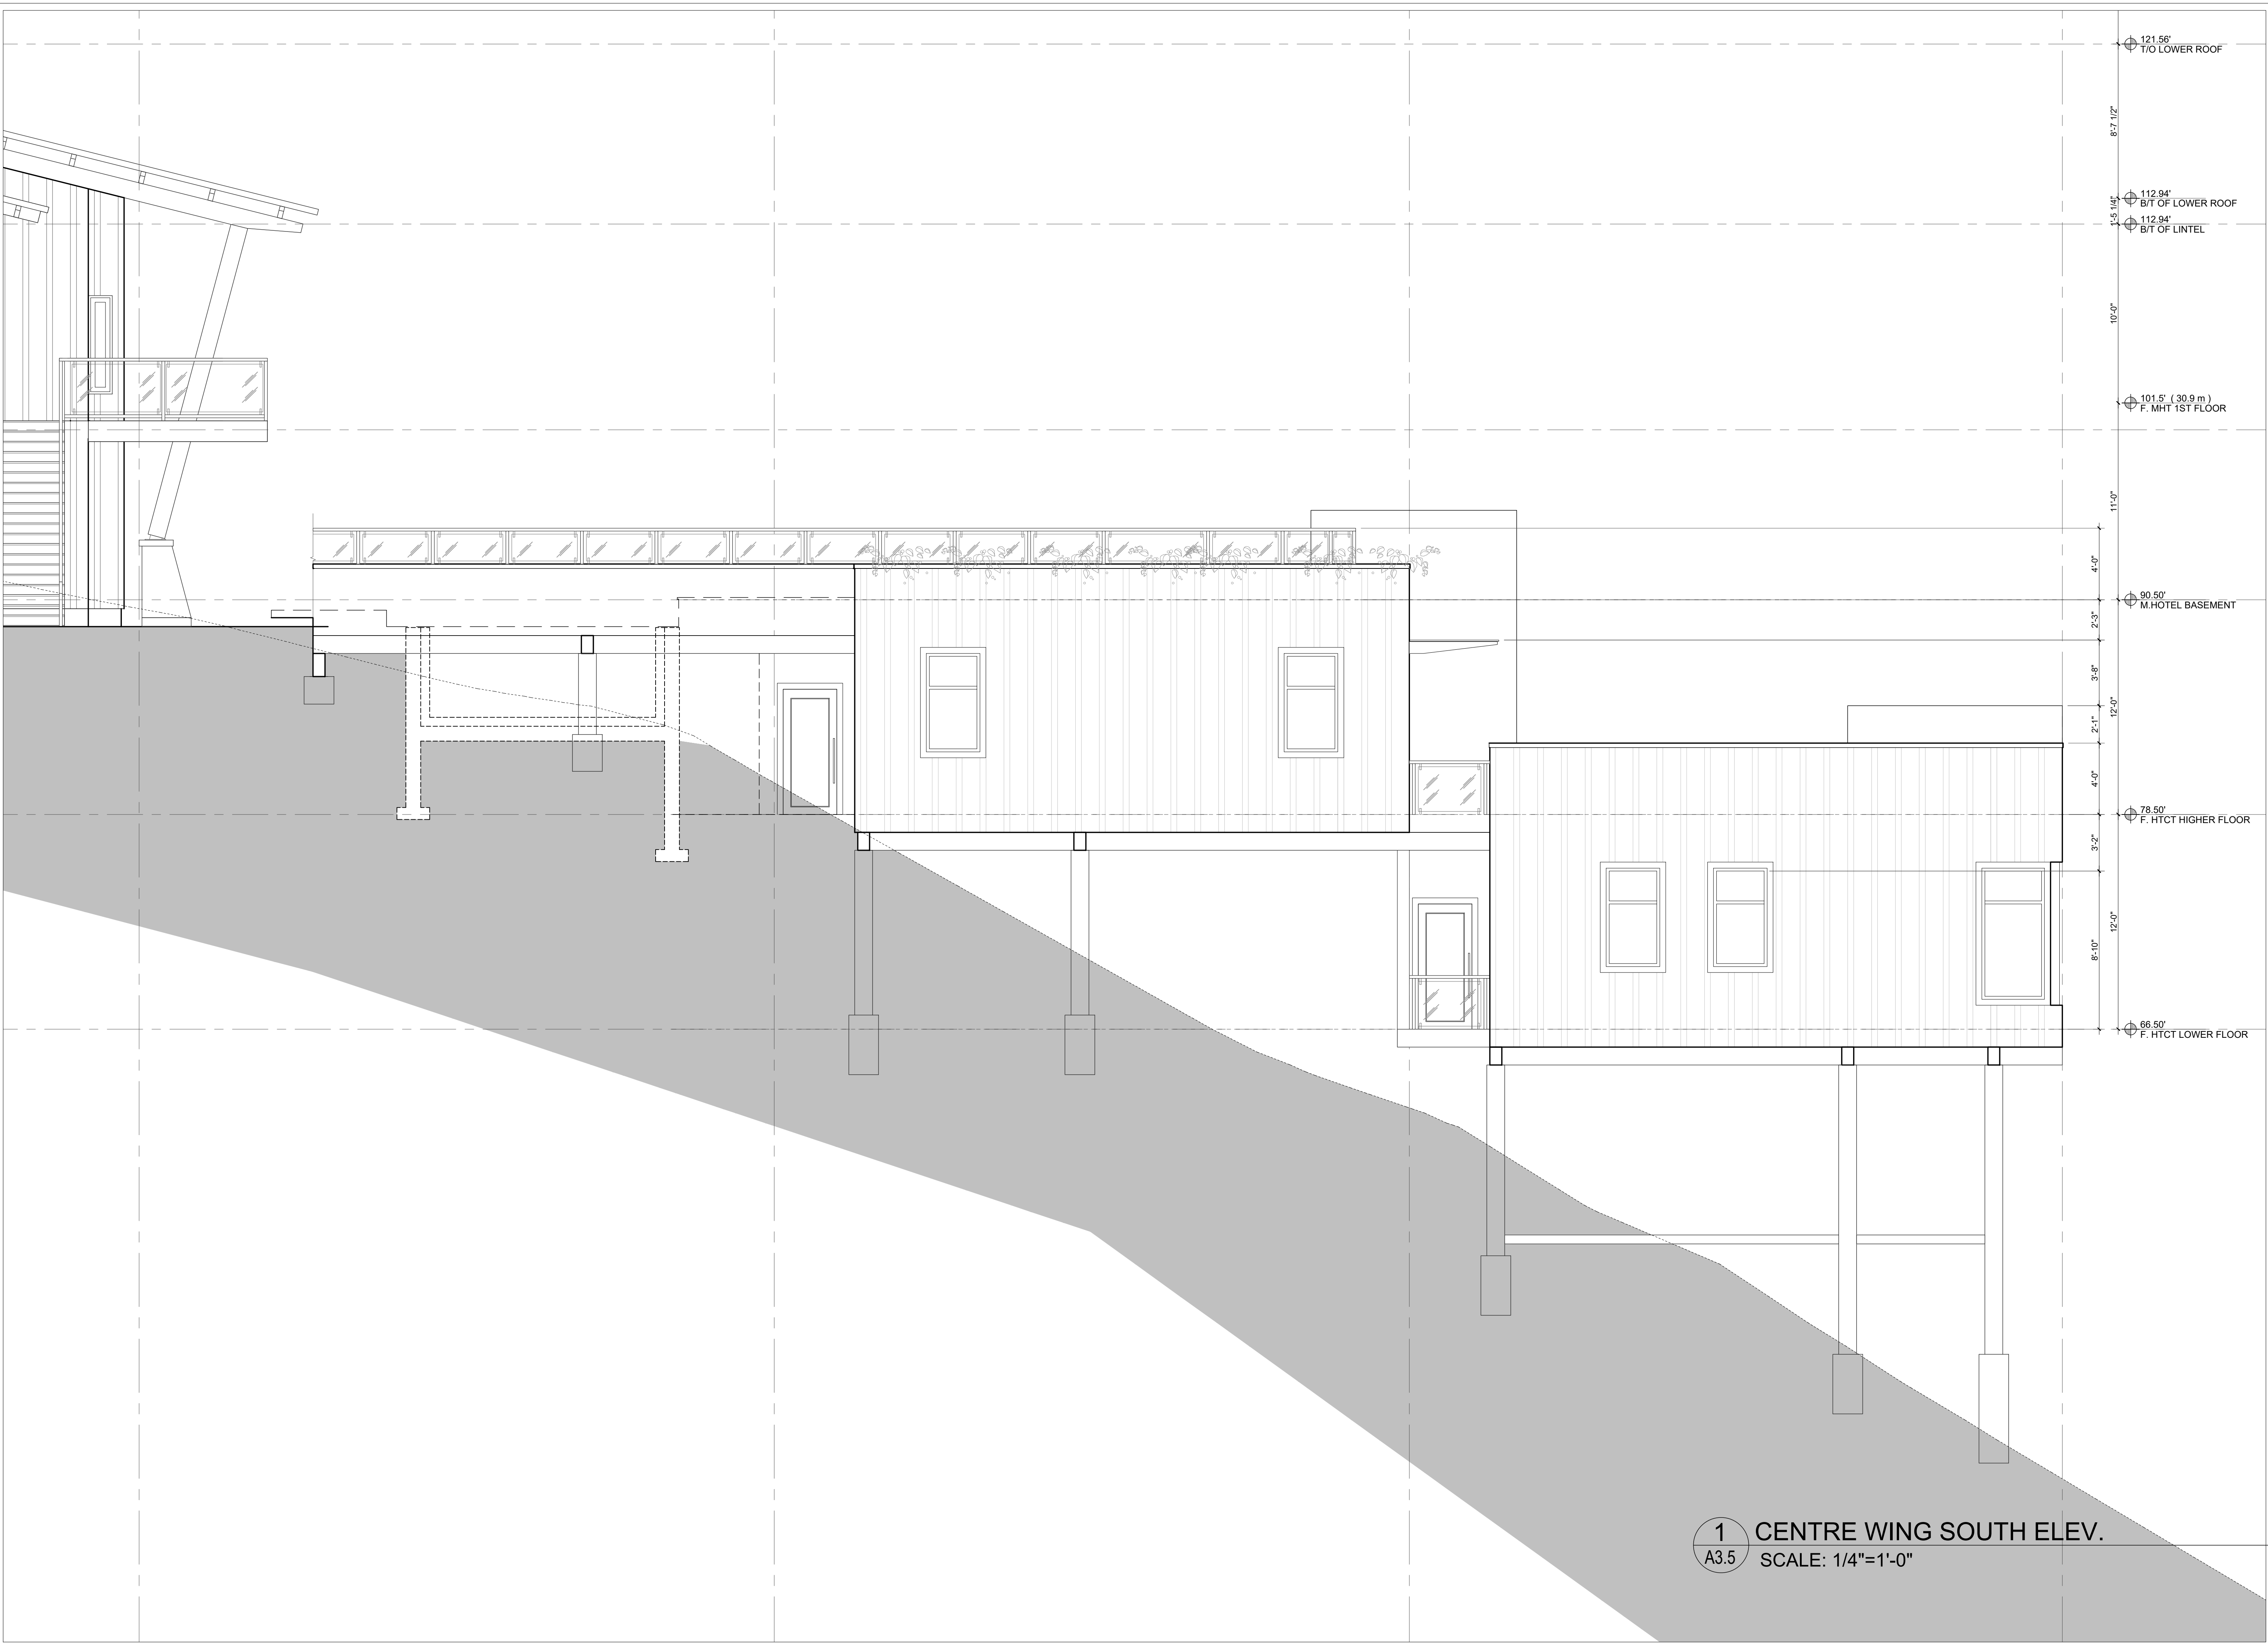 121.56'
T/O LOWER ROOF
8'-7 1/2"
112.94'
B/T OF LOWER ROOF
1'-5 1/4"
112.94'
B/T OF LINTEL
10'-0"
101.5' ( 30.9 m )
F. MHT 1ST FLOOR
11'-0"
4'-0"
90.50'
M.HOTEL BASEMENT
2'-3"
3'-8"
12'-0"
2'-1"
4'-0"
78.50'
F. HTCT HIGHER FLOOR
3'-2"
12'-0"
8'-10"
66.50'
F. HTCT LOWER FLOOR
1
A3.5
CENTRE WING SOUTH ELEV.
SCALE: 1/4"=1'-0"